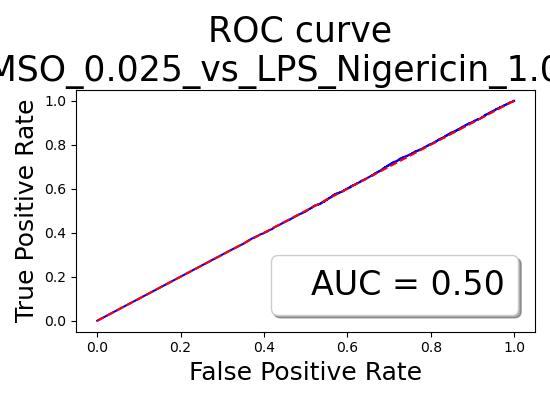 ROC curve
MSO_0.025_vs_LPS_Nigericin_1.0
True Positive Rate
1.0
0.8
0.6
0.4
0.2
0.0
AUC = 0.50
0.0 0.2 0.4 0.6 0.8 1.0
False Positive Rate